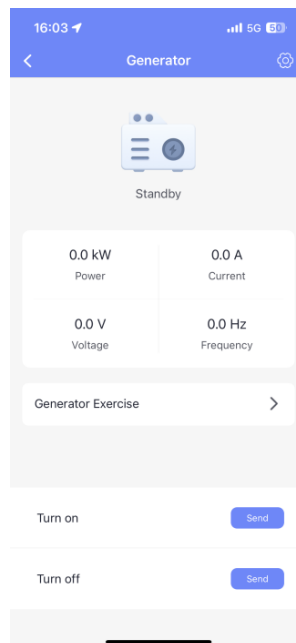 16:03 5G 50
Generator
Standby
0.0 kW 0.0 A
Power Current
0.0 V 0.0 Hz
Voltage Frequency
Generator Exercise
Turn on Send
Turn off Send